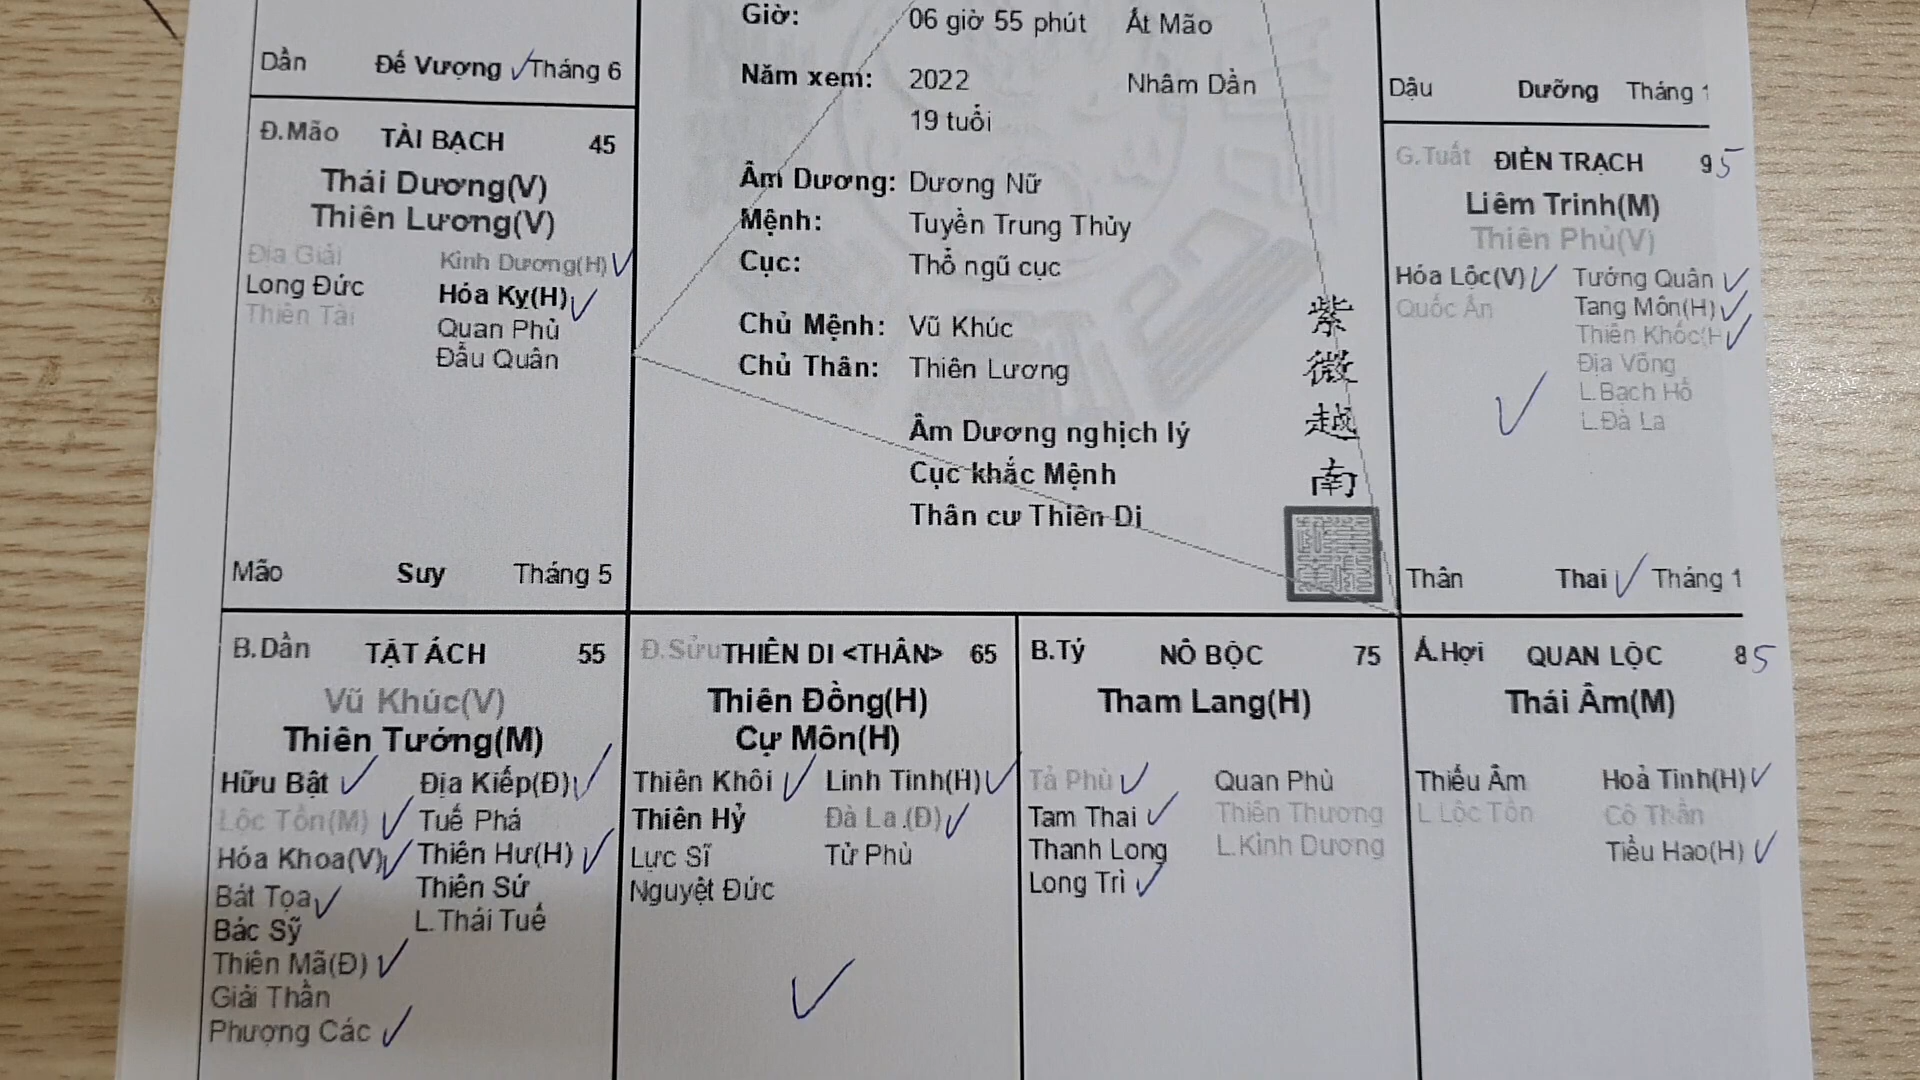 Dần Đế Vượng Tháng 6
Giờ: 06 giờ 55 phút Ất Mão
Năm xem: 2022 Nhâm Dần
19 tuổi
Âm Dương: Dương Nữ
Mệnh: Tuyền Trung Thủy
Cục: Thổ ngũ cục
Chủ Mệnh: Vũ Khúc
Chủ Thân: Thiên Lương
Âm Dương nghịch lý
Cục khắc Mệnh
Thân cư Thiên Di
紫
微
越
南
Dậu Dưỡng Tháng 1
Đ.Mão TÀI BẠCH 45
Thái Dương(V)
Thiên Lương(V)
Địa Giải Kình Dương(H)
Long Đức Hóa Kỵ(H)
Thiên Tài Quan Phủ
Đẩu Quân
Mão Suy Tháng 5
G.Tuất ĐIỀN TRẠCH 95
Liêm Trinh(M)
Thiên Phủ(V)
Hóa Lộc(V) Tướng Quân
Quốc Ấn Tang Môn(H)
Thiên Khốc(H
Địa Võng
L.Bạch Hổ
L.Đà La
Thân Thai Tháng 1
B.Dần TẬT ÁCH 55
Vũ Khúc(V)
Thiên Tướng(M)
Hữu Bật Địa Kiếp(Đ)
Lộc Tồn(M) Tuế Phá
Hóa Khoa(V) Thiên Hư(H)
Bát Tọa Thiên Sứ
Bác Sỹ L.Thái Tuế
Thiên Mã(Đ)
Giải Thần
Phượng Các
Đ.Sửu THIÊN DI <THÂN> 65
Thiên Đồng(H)
Cự Môn(H)
Thiên Khôi Linh Tinh(H)
Thiên Hỷ Đà La.(Đ)
Lực Sĩ Tử Phù
Nguyệt Đức
B.Tý NÔ BỘC 75
Tham Lang(H)
Tả Phù Quan Phù
Tam Thai Thiên Thương
Thanh Long L.Kình Dương
Long Trì
Ấ.Hợi QUAN LỘC 85
Thái Âm(M)
Thiếu Âm Hoả Tinh(H)
L Lộc Tồn Cô Thần
Tiểu Hao(H)